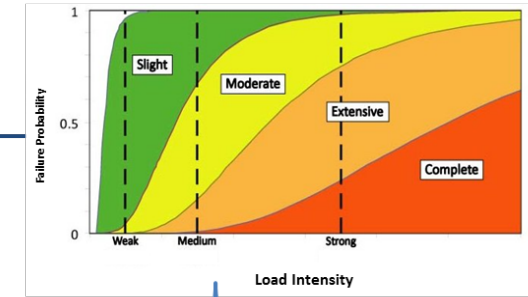 1
Slight
Moderate
Failure Probability
0.5
Extensive
Complete
0
Weak Medium Strong
Load Intensity